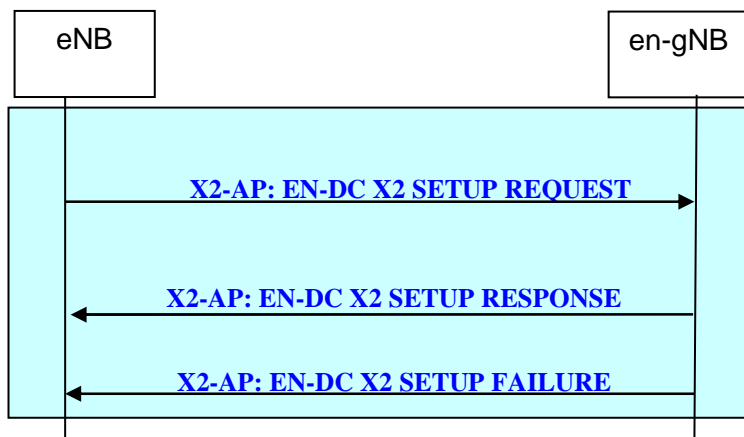 eNB
en-gNB
X2-AP: EN-DC X2 SETUP REQUEST
X2-AP: EN-DC X2 SETUP RESPONSE
X2-AP: EN-DC X2 SETUP FAILURE